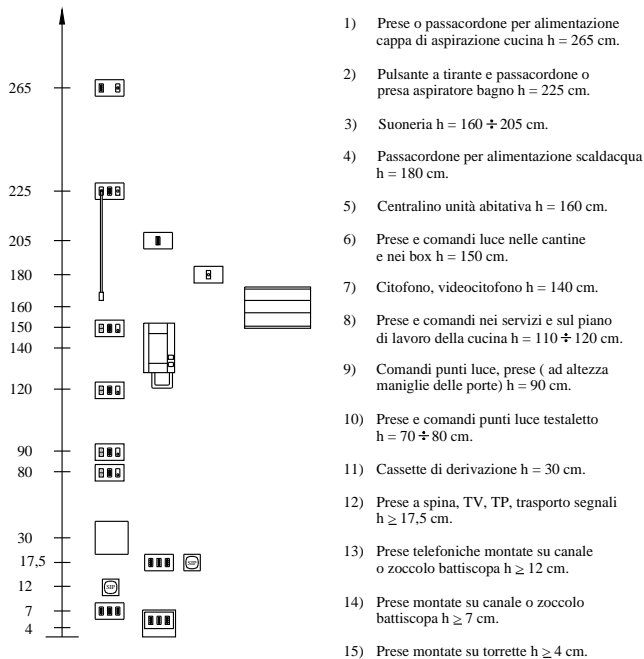 265
225
205
180
160
150
140
120
90
80
30
17,5
12
7
4
SIP
SIP
1) Prese o passacordone per alimentazione
cappa di aspirazione cucina h = 265 cm.
2) Pulsante a tirante e passacordone o
presa aspiratore bagno h = 225 cm.
3) Suoneria h = 160 ÷ 205 cm.
4) Passacordone per alimentazione scaldacqua
h = 180 cm.
5) Centralino unità abitativa h = 160 cm.
6) Prese e comandi luce nelle cantine
e nei box h = 150 cm.
7) Citofono, videocitofono h = 140 cm.
8) Prese e comandi nei servizi e sul piano
di lavoro della cucina h = 110 ÷ 120 cm.
9) Comandi punti luce, prese ( ad altezza
maniglie delle porte) h = 90 cm.
10) Prese e comandi punti luce testaletto
h = 70 ÷ 80 cm.
11) Cassette di derivazione h = 30 cm.
12) Prese a spina, TV, TP, trasporto segnali
h ≥ 17,5 cm.
13) Prese telefoniche montate su canale
o zoccolo battiscopa h ≥ 12 cm.
14) Prese montate su canale o zoccolo
battiscopa h ≥ 7 cm.
15) Prese montate su torrette h ≥ 4 cm.